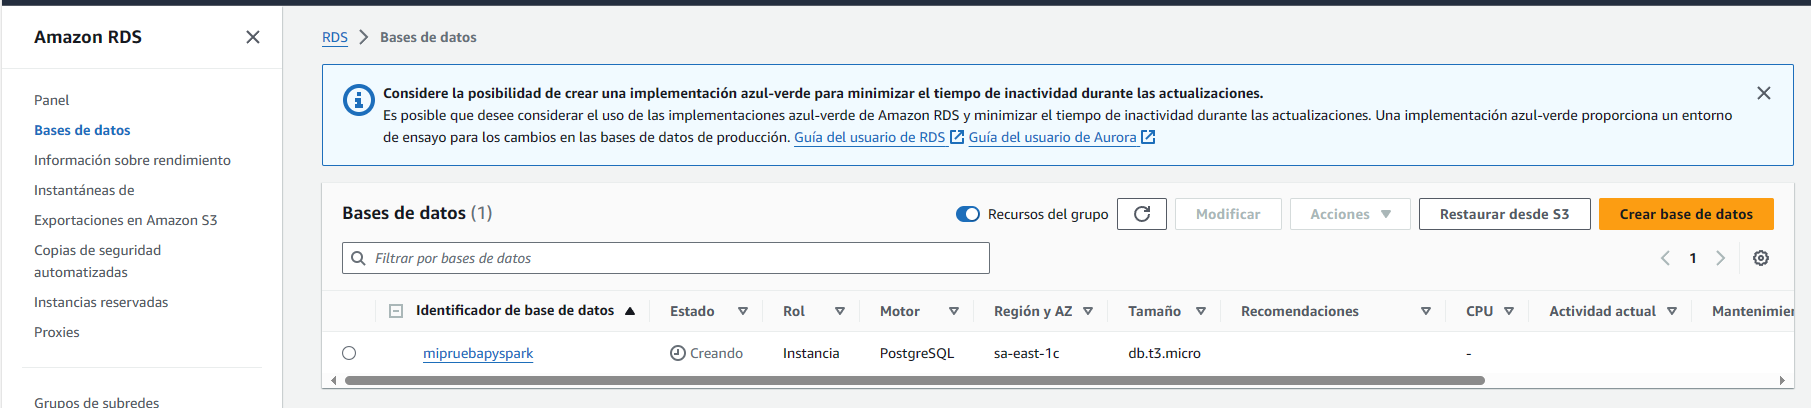 Amazon RDS
Panel
Bases de datos
Información sobre rendimiento
Instantáneas de
Exportaciones en Amazon S3
Copias de seguridad
automatizadas
Instancias reservadas
Proxies
Grupos de subredes
RDS > Bases de datos
Considere la posibilidad de crear una implementación azul-verde para minimizar el tiempo de inactividad durante las actualizaciones.
Es posible que desee considerar el uso de las implementaciones azul-verde de Amazon RDS y minimizar el tiempo de inactividad durante las actualizaciones. Una implementación azul-verde proporciona un entorno
de ensayo para los cambios en las bases de datos de producción. Guía del usuario de RDS Guía del usuario de Aurora
Bases de datos (1)
Recursos del grupo
Modificar
Acciones
Restaurar desde S3
Crear base de datos
Filtrar por bases de datos
1
Identificador de base de datos Estado Rol Motor Región y AZ Tamaño Recomendaciones CPU Actividad actual Mantenimie
mipruebapyspark Creando Instancia PostgreSQL sa-east-1c db.t3.micro -